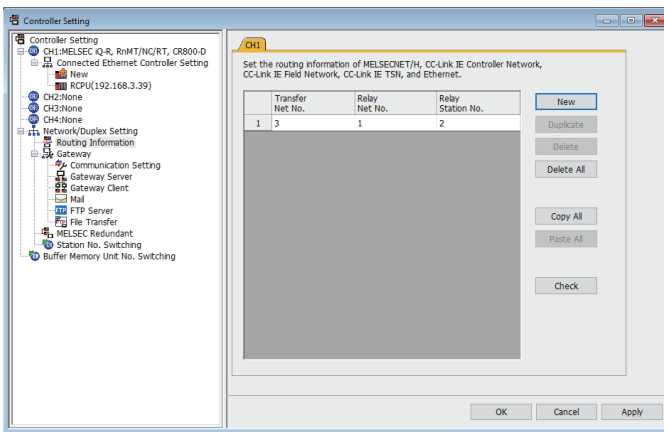 Controller Setting
Controller Setting
CH1:MELSEC iQ-R, RnMT/NC/RT, CR800-D
Connected Ethernet Controller Setting
New
RCPU(192.168.3.39)
CH2:None
CH3:None
CH4:None
Network/Duplex Setting
Routing Information
Gateway
Communication Setting
Gateway Server
Gateway Client
Mail
FTP Server
File Transfer
MELSEC Redundant
Station No. Switching
Buffer Memory Unit No. Switching
CH1
Set the routing information of MELSECNET/H, CC-Link IE Controller Network,
CC-Link IE Field Network, CC-Link IE TSN, and Ethernet.
Transfer Net No. Relay Net No. Relay Station No.
1 3 1 2
New
Duplicate
Delete
Delete All
Copy All
Paste All
Check
OK Cancel Apply